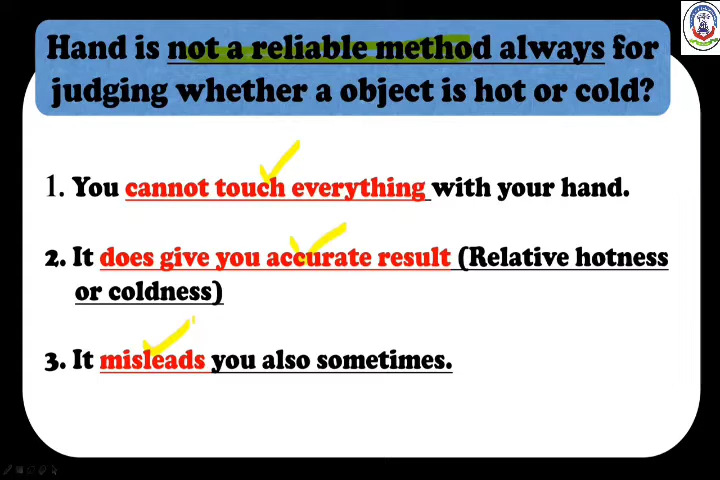 Hand is not a reliable method always for
judging whether a object is hot or cold?
1. You cannot touch everything with your hand.
2. It does give you accurate result (Relative hotness
or coldness)
3. It misleads you also sometimes.